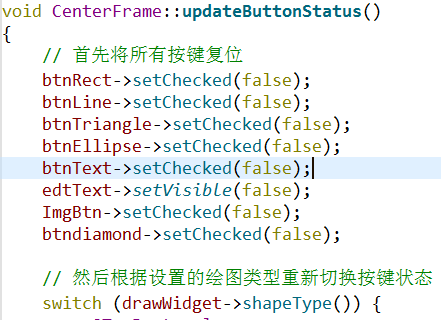 void CenterFrame::updateButtonStatus()
{
// 首先将所有按键复位
btnRect->setChecked(false);
btnLine->setChecked(false);
btnTriangle->setChecked(false);
btnEllipse->setChecked(false);
btnText->setChecked(false);
edtText->setVisible(false);
ImgBtn->setChecked(false);
btndiamond->setChecked(false);
// 然后根据设置的绘图类型重新切换按键状态
switch (drawWidget->shapeType()) {